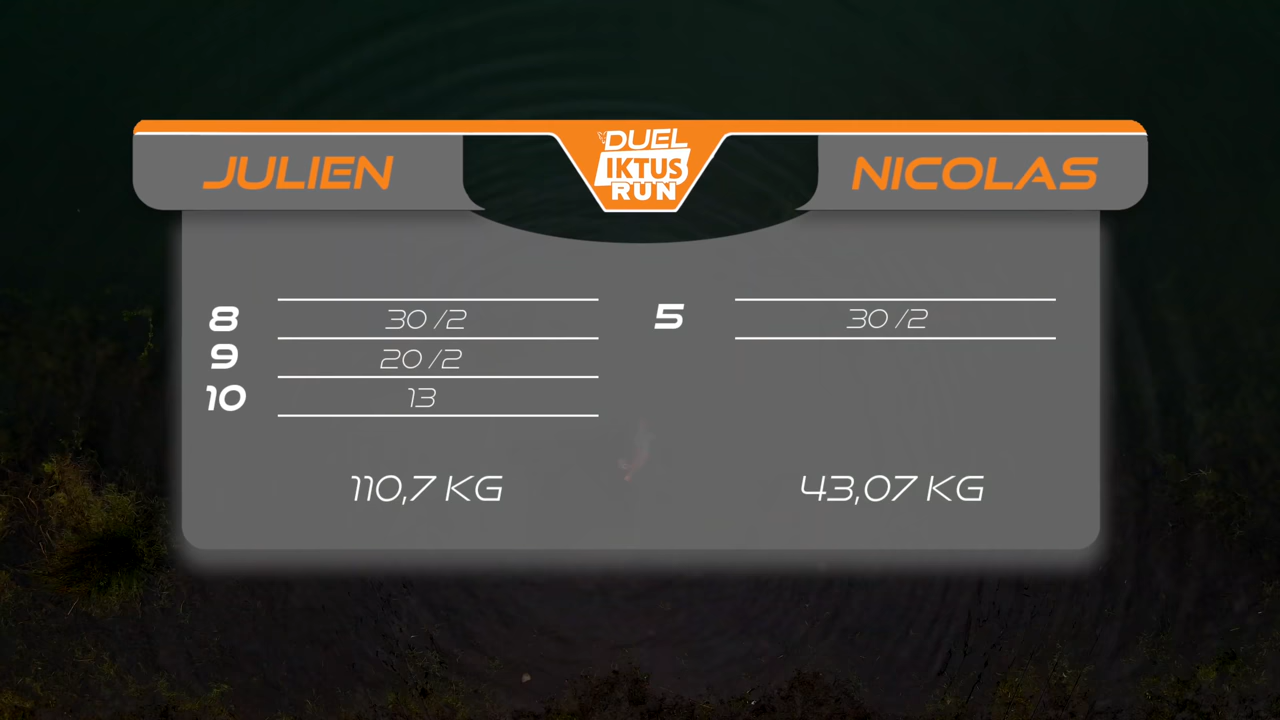 DUEL
IKTUS
RUN
JULIEN
NICOLAS
8 30 /2
9 20 /2
10 13
110,7 KG
5 30 /2
43,07 KG